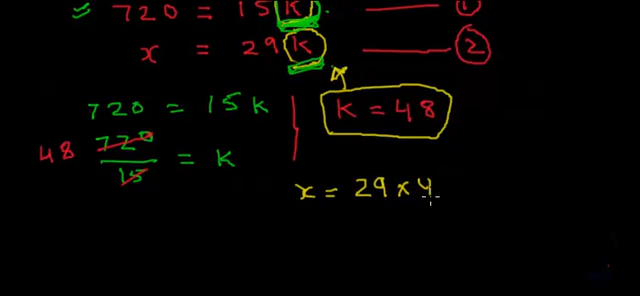 720 = 15 k ①
x = 29 k ②
720 = 15 k
48 720/15 = k
k = 48
x = 29 × 4